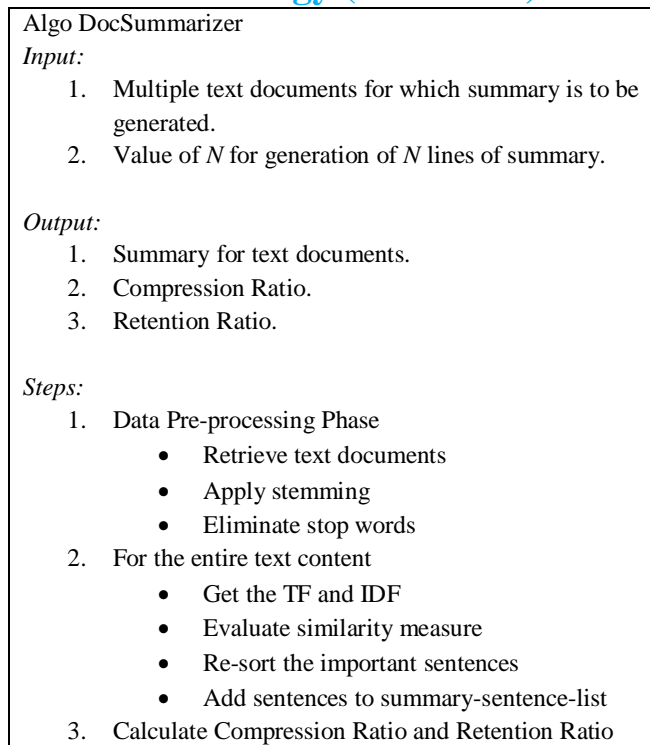 Algo DocSummarizer
Input:
1. Multiple text documents for which summary is to be
generated.
2. Value of N for generation of N lines of summary.
Output:
1. Summary for text documents.
2. Compression Ratio.
3. Retention Ratio.
Steps:
1. Data Pre-processing Phase
• Retrieve text documents
• Apply stemming
• Eliminate stop words
2. For the entire text content
• Get the TF and IDF
• Evaluate similarity measure
• Re-sort the important sentences
• Add sentences to summary-sentence-list
3. Calculate Compression Ratio and Retention Ratio